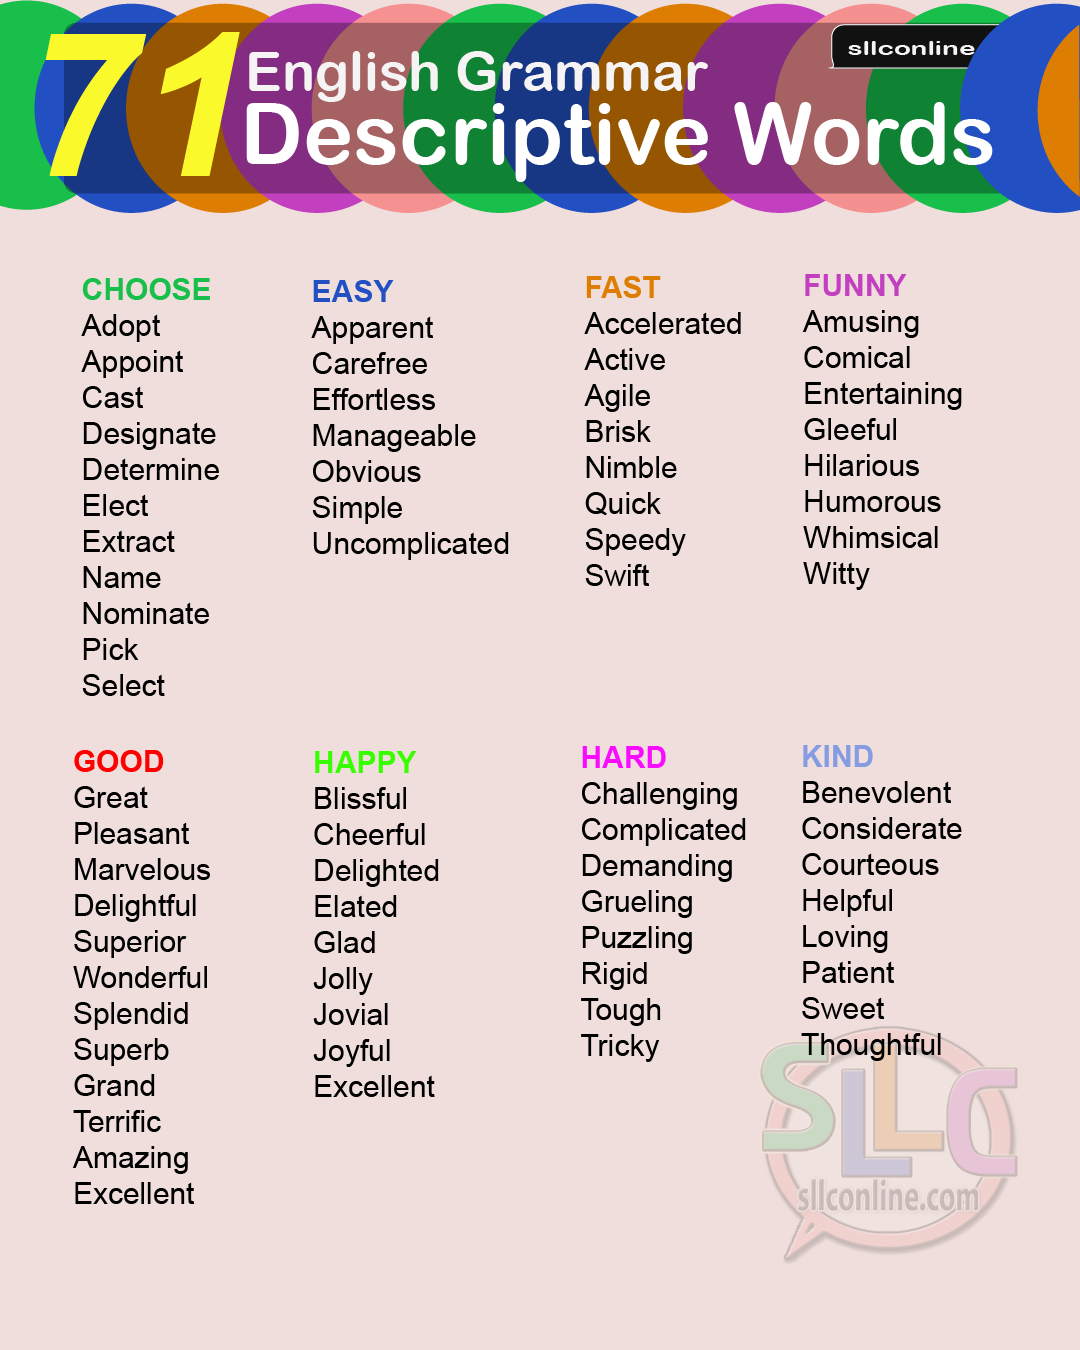 71
English Grammar
Descriptive Words
sllconline
CHOOSE
Adopt
Appoint
Cast
Designate
Determine
Elect
Extract
Name
Nominate
Pick
Select
EASY
Apparent
Carefree
Effortless
Manageable
Obvious
Simple
Uncomplicated
FAST
Accelerated
Active
Agile
Brisk
Nimble
Quick
Speedy
Swift
FUNNY
Amusing
Comical
Entertaining
Gleeful
Hilarious
Humorous
Whimsical
Witty
GOOD
Great
Pleasant
Marvelous
Delightful
Superior
Wonderful
Splendid
Superb
Grand
Terrific
Amazing
Excellent
HAPPY
Blissful
Cheerful
Delighted
Elated
Glad
Jolly
Jovial
Joyful
Excellent
HARD
Challenging
Complicated
Demanding
Grueling
Puzzling
Rigid
Tough
Tricky
KIND
Benevolent
Considerate
Courteous
Helpful
Loving
Patient
Sweet
Thoughtful
SLLC
sllconline.com